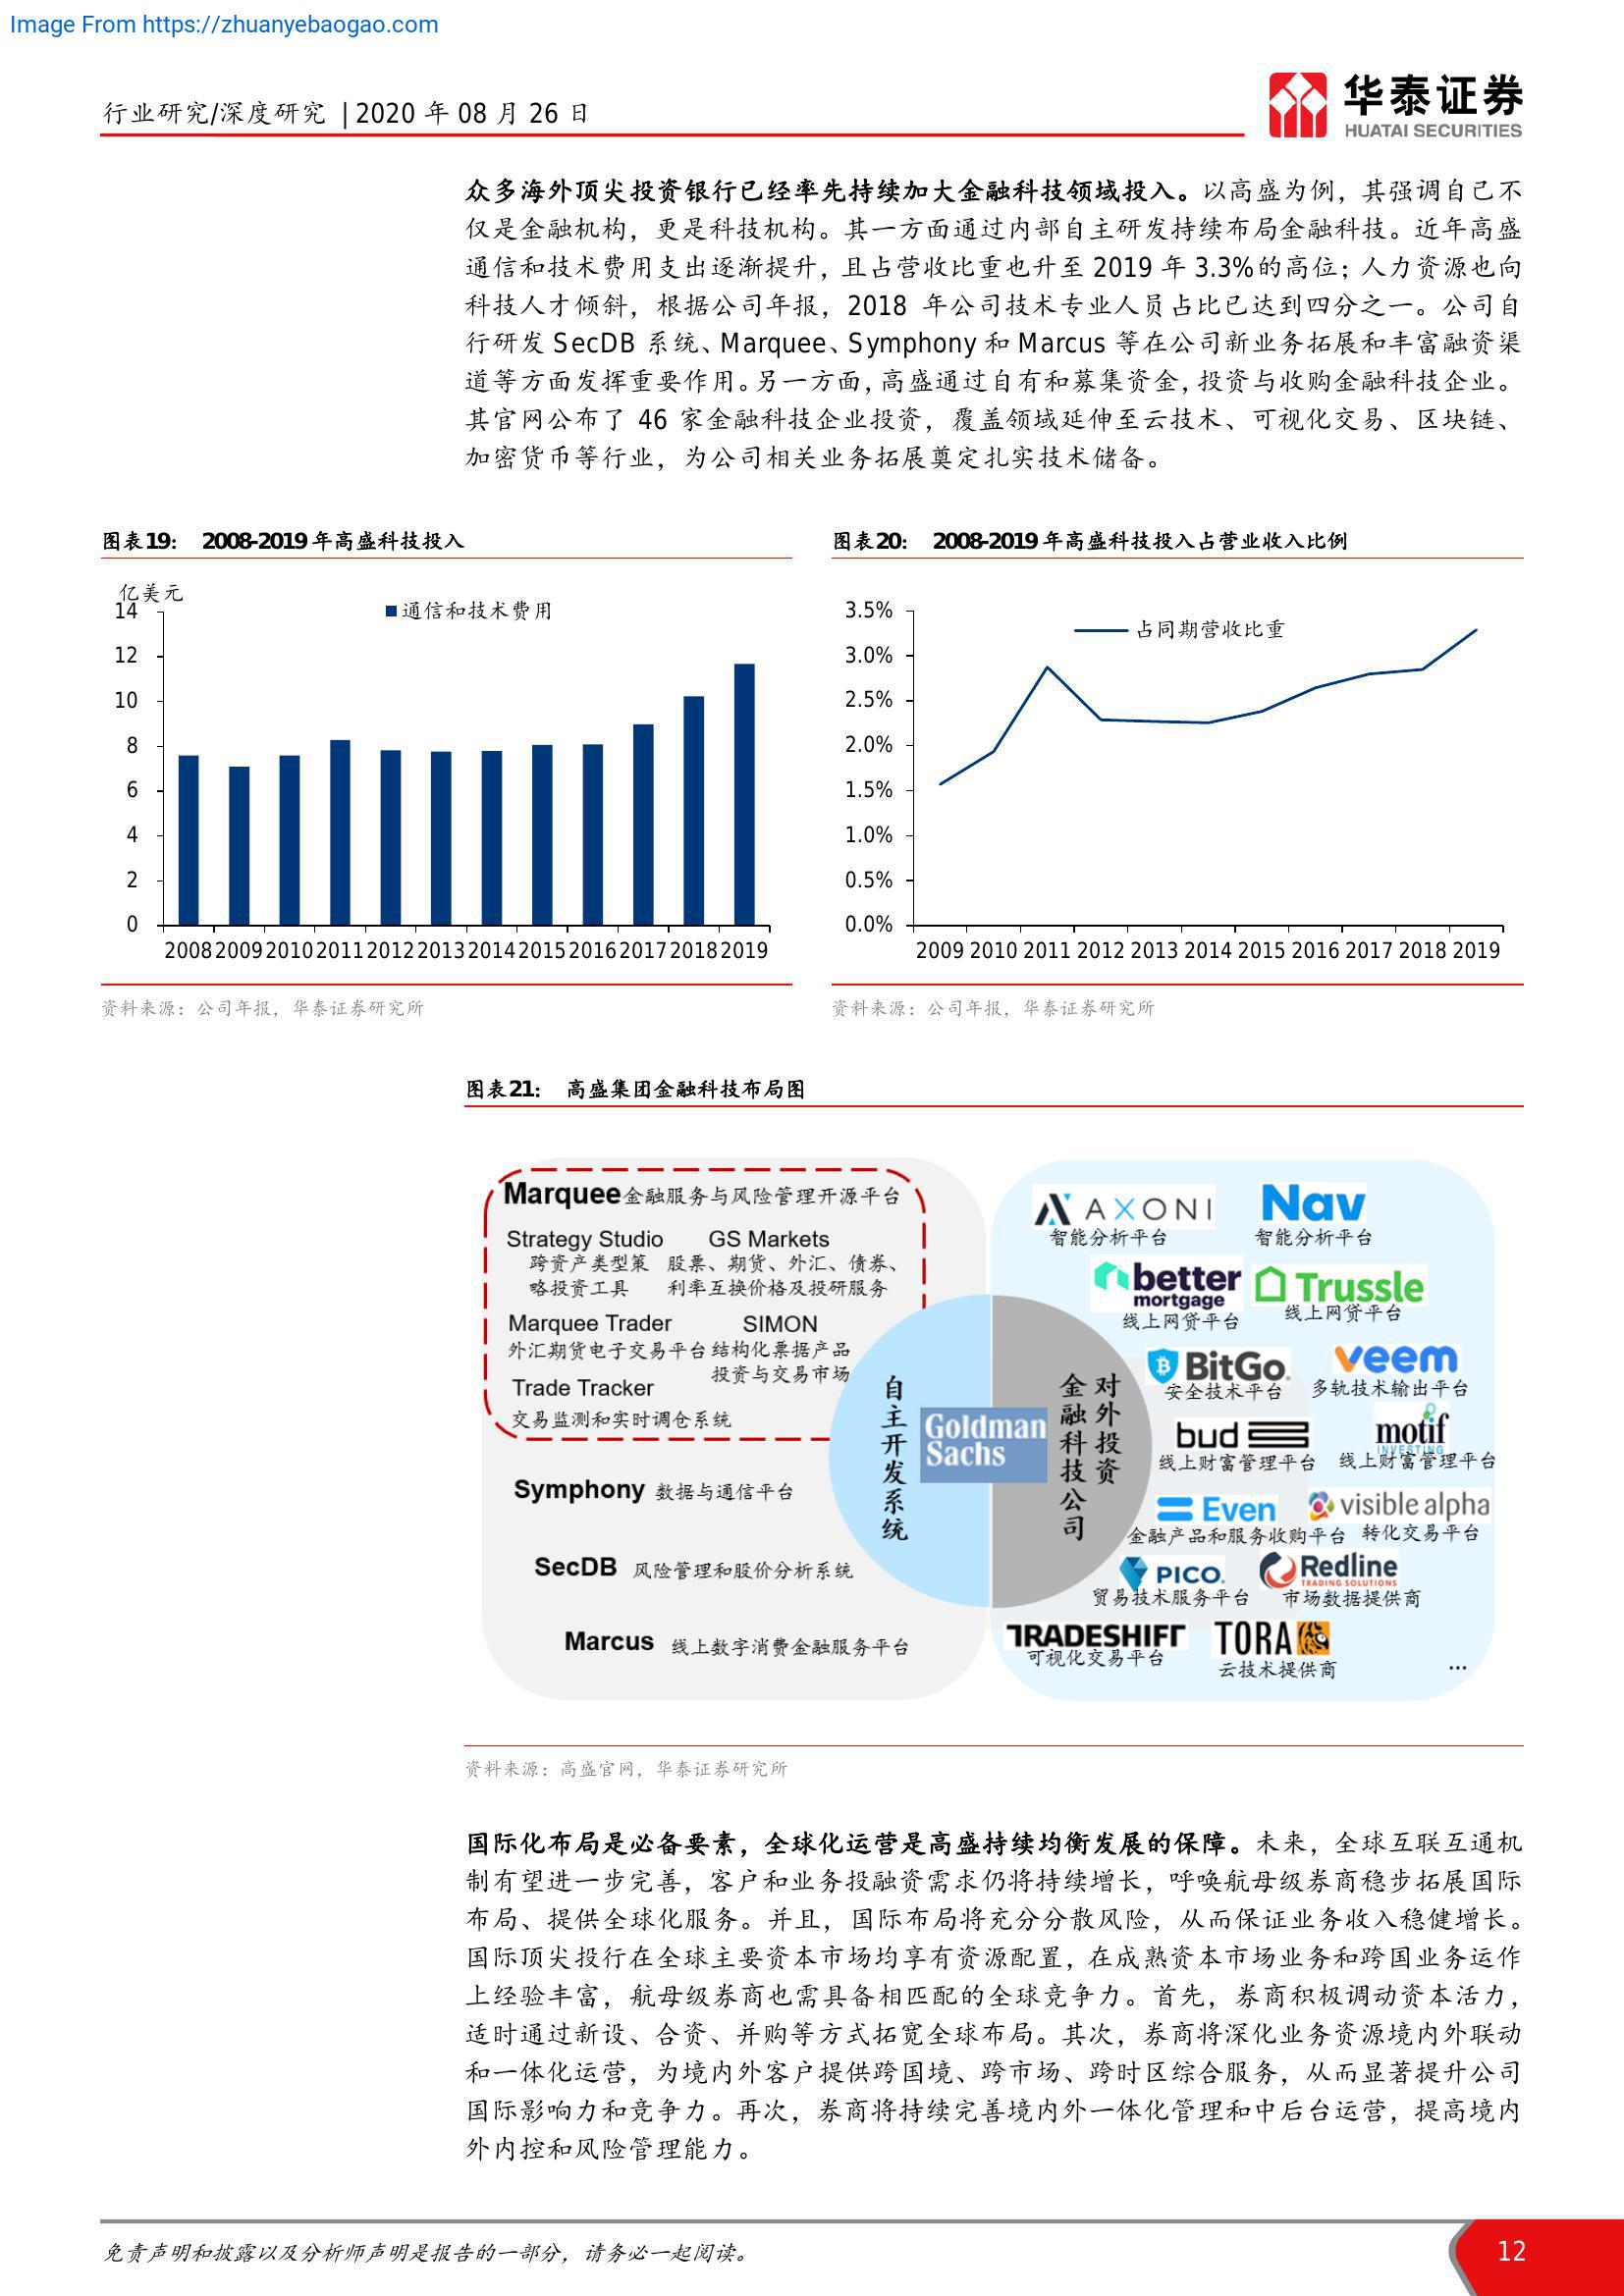 Image From https://zhuanyebaogao.com
行业研究/深度研究 | 2020 年 08 月 26 日
华泰证券
HUATAI SECURITIES
众多海外顶尖投资银行已经率先持续加大金融科技领域投入。以高盛为例，其强调自己不
仅是金融机构，更是科技机构。其一方面通过内部自主研发持续布局金融科技。近年高盛
通信和技术费用支出逐渐提升，且占营收比重也升至 2019 年 3.3%的高位；人力资源也向
科技人才倾斜，根据公司年报，2018 年公司技术专业人员占比已达到四分之一。公司自
行研发 SecDB 系统、Marquee、Symphony 和 Marcus 等在公司新业务拓展和丰富融资渠
道等方面发挥重要作用。另一方面，高盛通过自有和募集资金，投资与收购金融科技企业。
其官网公布了 46 家金融科技企业投资，覆盖领域延伸至云技术、可视化交易、区块链、
加密货币等行业，为公司相关业务拓展奠定扎实技术储备。
图表19： 2008-2019 年高盛科技投入
亿美元
通信和技术费用
14
12
10
8
6
4
2
0
2008 2009 2010 2011 2012 2013 2014 2015 2016 2017 2018 2019
资料来源：公司年报，华泰证券研究所
图表20： 2008-2019 年高盛科技投入占营业收入比例
占同期营收比重
3.5%
3.0%
2.5%
2.0%
1.5%
1.0%
0.5%
0.0%
2009 2010 2011 2012 2013 2014 2015 2016 2017 2018 2019
资料来源：公司年报，华泰证券研究所
图表21： 高盛集团金融科技布局图
Marquee金融服务与风险管理开源平台
Strategy Studio
跨资产类型策
略投资工具
GS Markets
股票、期货、外汇、债券、
利率互换价格及投研服务
Marquee Trader
外汇期货电子交易平台
SIMON
结构化票据产品
投资与交易市场
Trade Tracker
交易监测和实时调仓系统
Symphony 数据与通信平台
SecDB 风险管理和股价分析系统
Marcus 线上数字消费金融服务平台
自主开发系统
Goldman
Sachs
对外投资
金融科技公司
AXONI
智能分析平台
Nav
智能分析平台
better
mortgage
线上网贷平台
Trussle
线上网贷平台
BitGo
安全技术平台
veem
多轨技术输出平台
bud
线上财富管理平台
motif
INVESTING
线上财富管理平台
Even
金融产品和服务收购平台
visible alpha
转化交易平台
PICO
贸易技术服务平台
Redline
TRADING SOLUTIONS
市场数据提供商
TRADESHIFT
可视化交易平台
TORA
云技术提供商
...
资料来源：高盛官网，华泰证券研究所
国际化布局是必备要素，全球化运营是高盛持续均衡发展的保障。未来，全球互联互通机
制有望进一步完善，客户和业务投融资需求仍将持续增长，呼唤航母级券商稳步拓展国际
布局、提供全球化服务。并且，国际布局将充分分散风险，从而保证业务收入稳健增长。
国际顶尖投行在全球主要资本市场均享有资源配置，在成熟资本市场业务和跨国业务运作
上经验丰富，航母级券商也需具备相匹配的全球竞争力。首先，券商积极调动资本活力，
适时通过新设、合资、并购等方式拓宽全球布局。其次，券商将深化业务资源境内外联动
和一体化运营，为境内外客户提供跨国境、跨市场、跨时区综合服务，从而显著提升公司
国际影响力和竞争力。再次，券商将持续完善境内外一体化管理和中后台运营，提高境内
外内控和风险管理能力。
免责声明和披露以及分析师声明是报告的一部分，请务必一起阅读。
12